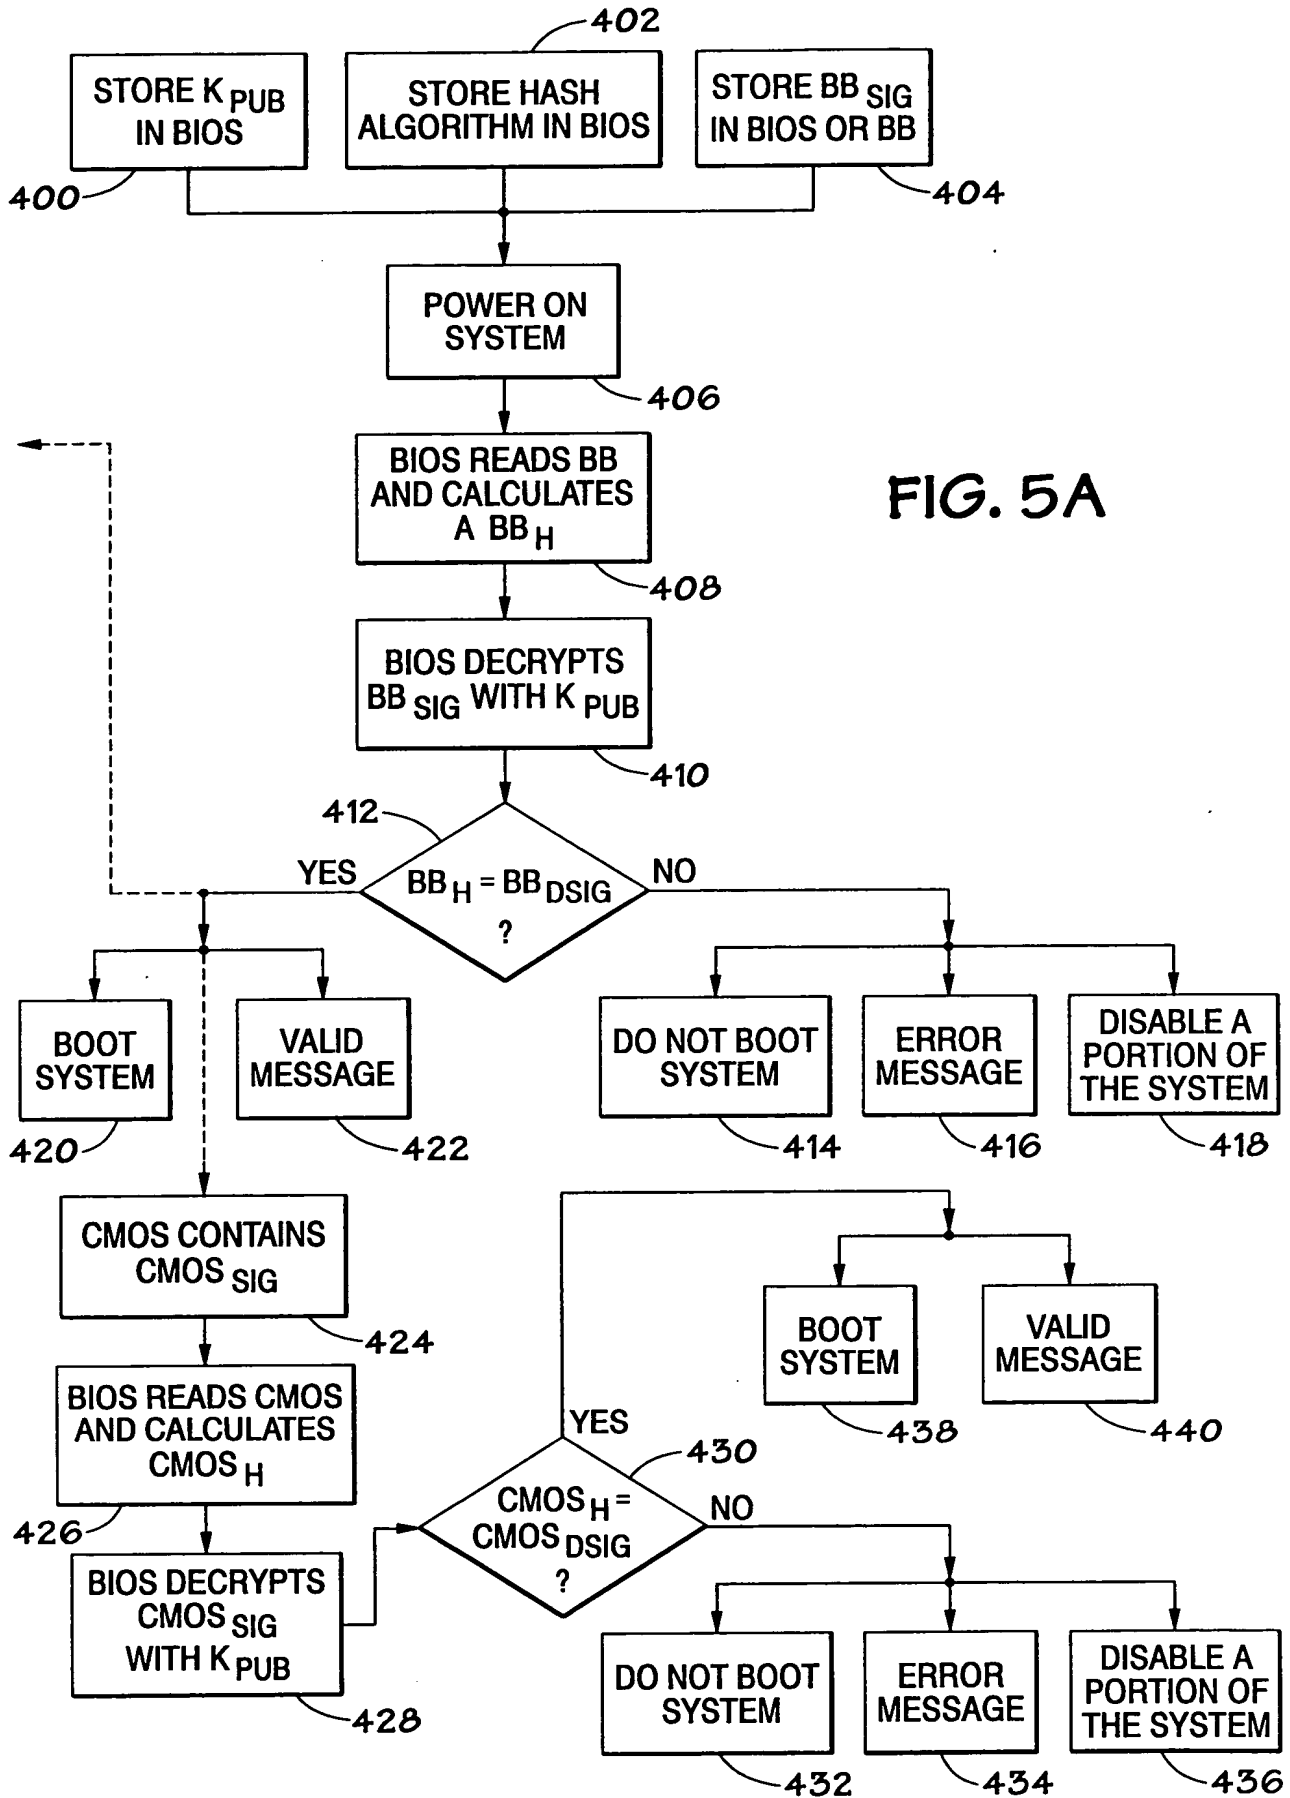 402
STORE K PUB
IN BIOS
STORE HASH
ALGORITHM IN BIOS
STORE BB SIG
IN BIOS OR BB
400
404
POWER ON
SYSTEM
406
BIOS READS BB
AND CALCULATES
A BB H
FIG. 5A
408
BIOS DECRYPTS
BB SIG WITH K PUB
410
412
YES
BB H = BB DSIG
?
NO
BOOT
SYSTEM
VALID
MESSAGE
DO NOT BOOT
SYSTEM
ERROR
MESSAGE
DISABLE A
PORTION OF
THE SYSTEM
420
422
414
416
418
CMOS CONTAINS
CMOS SIG
424
BOOT
SYSTEM
VALID
MESSAGE
438
440
BIOS READS CMOS
AND CALCULATES
CMOS H
426
YES
430
CMOS H =
CMOS DSIG
?
NO
BIOS DECRYPTS
CMOS SIG
WITH K PUB
428
DO NOT BOOT
SYSTEM
ERROR
MESSAGE
DISABLE A
PORTION OF
THE SYSTEM
432
434
436